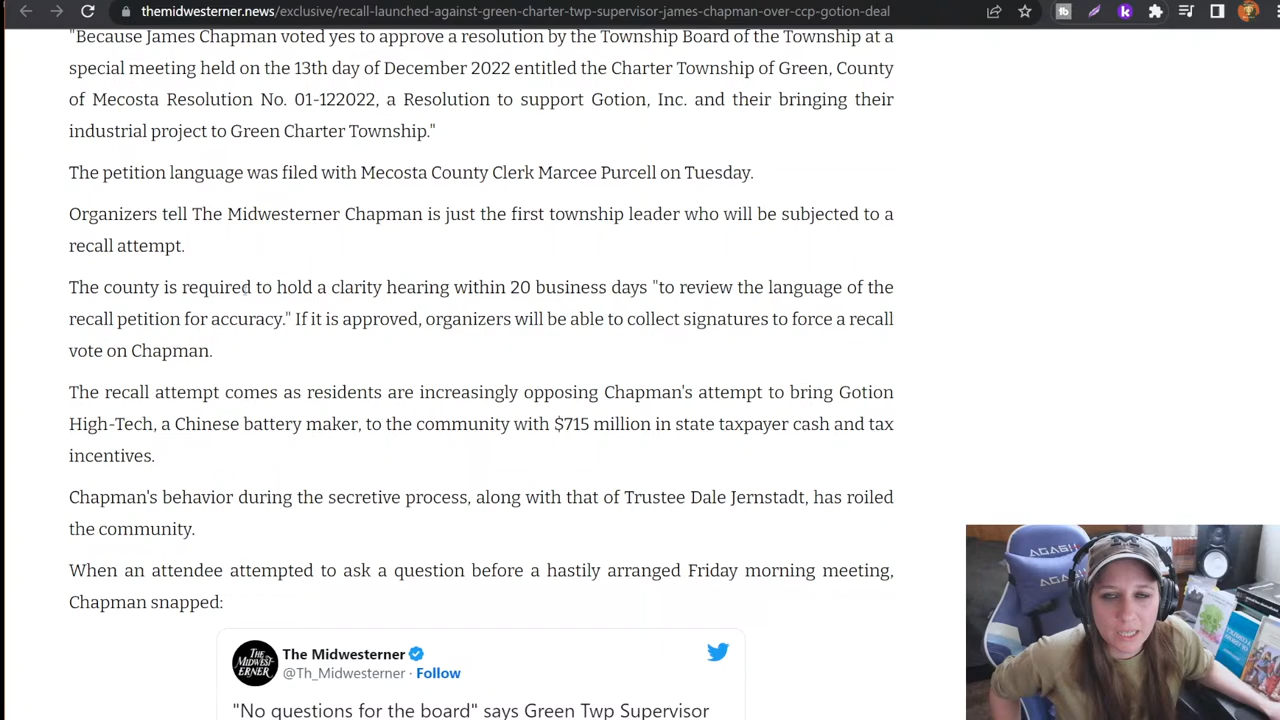 themidwesterner.news/exclusive/recall-launched-against-green-charter-twp-supervisor-james-chapman-over-ccp-gotion-deal
"Because James Chapman voted yes to approve a resolution by the Township Board of the Township at a
special meeting held on the 13th day of December 2022 entitled the Charter Township of Green, County
of Mecosta Resolution No. 01-122022, a Resolution to support Gotion, Inc. and their bringing their
industrial project to Green Charter Township."
The petition language was filed with Mecosta County Clerk Marcee Purcell on Tuesday.
Organizers tell The Midwesterner Chapman is just the first township leader who will be subjected to a
recall attempt.
The county is required to hold a clarity hearing within 20 business days "to review the language of the
recall petition for accuracy." If it is approved, organizers will be able to collect signatures to force a recall
vote on Chapman.
The recall attempt comes as residents are increasingly opposing Chapman's attempt to bring Gotion
High-Tech, a Chinese battery maker, to the community with $715 million in state taxpayer cash and tax
incentives.
Chapman's behavior during the secretive process, along with that of Trustee Dale Jernstadt, has roiled
the community.
When an attendee attempted to ask a question before a hastily arranged Friday morning meeting,
Chapman snapped:
THE MIDWEST-ERNER
The Midwesterner
@Th_Midwesterner · Follow
"No questions for the board" says Green Twp Supervisor
AGASI
AGASI